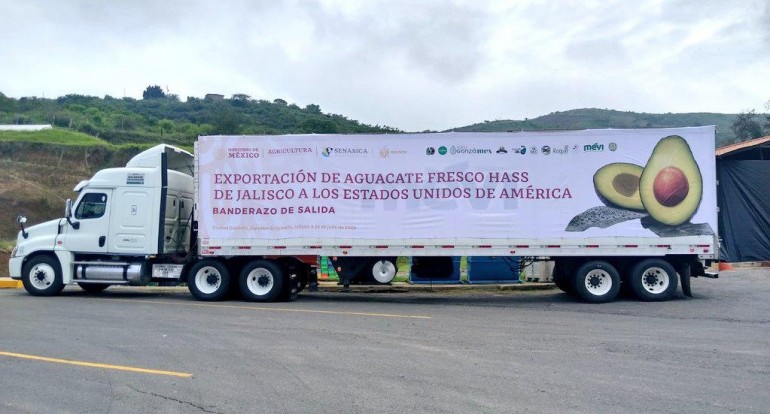 GOBIERNO DE MÉXICO AGRICULTURA SENASICA mevi
EXPORTACIÓN DE AGUACATE FRESCO HASS
DE JALISCO A LOS ESTADOS UNIDOS DE AMÉRICA
BANDERAZO DE SALIDA